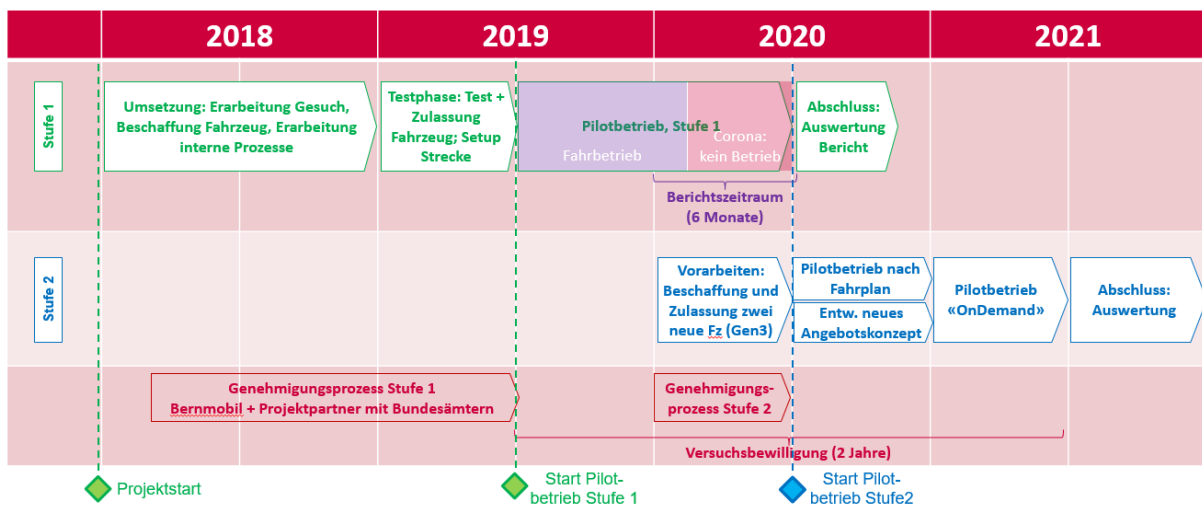 2018
2019
2020
2021
Stufe 1
Umsetzung: Erarbeitung Gesuch,
Beschaffung Fahrzeug, Erarbeitung
interne Prozesse
Testphase: Test +
Zulassung
Fahrzeug; Setup
Strecke
Pilotbetrieb, Stufe 1
Fahrbetrieb
Corona:
kein Betrieb
Abschluss:
Auswertung
Bericht
Berichtszeitraum
(6 Monate)
Stufe 2
Vorarbeiten:
Beschaffung und
Zulassung zwei
neue Fz (Gen3)
Pilotbetrieb nach
Fahrplan
Entw. neues
Angebotskonzept
Pilotbetrieb
«OnDemand»
Abschluss:
Auswertung
Genehmigungsprozess Stufe 1
Bernmobil + Projektpartner mit Bundesämtern
Genehmigungs-
prozess Stufe 2
Versuchsbewilligung (2 Jahre)
Projektstart
Start Pilot-
betrieb Stufe 1
Start Pilot-
betrieb Stufe2